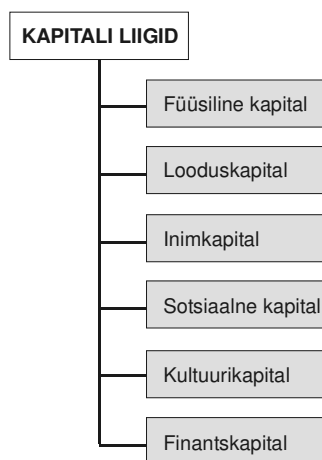 KAPITALI LIIGID
Füüsiline kapital
Looduskapital
Inimkapital
Sotsiaalne kapital
Kultuurikapital
Finantskapital